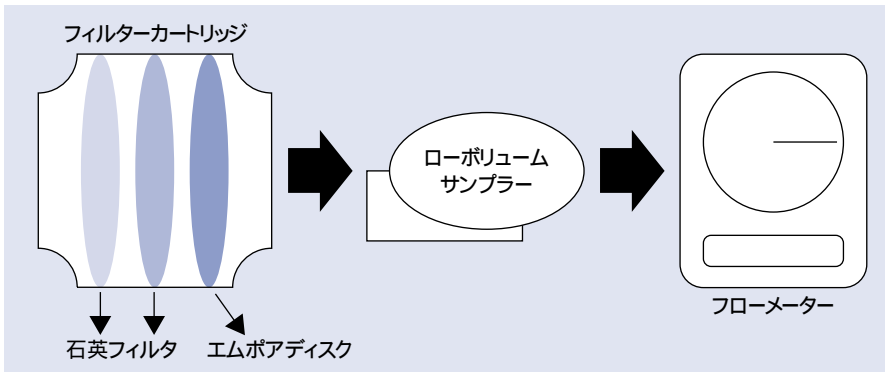 フィルターカートリッジ
ローボリューム
サンプラー
フローメーター
石英フィルタ
エムポアディスク